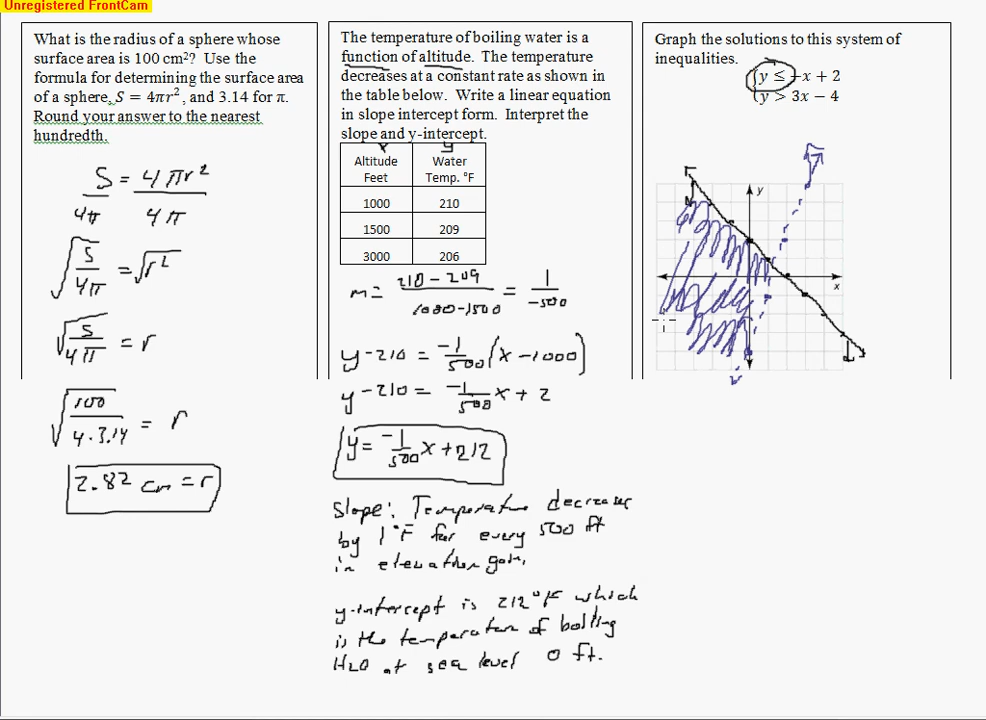 Unregistered FrontCam
What is the radius of a sphere whose
surface area is 100 cm²? Use the
formula for determining the surface area
of a sphere, S = 4πr², and 3.14 for π.
Round your answer to the nearest
hundredth.
S = 4πr²
4π 4π
√S/4π = √r²
√S/4π = r
√100/4·3.14 = r
2.82 cm = r
The temperature of boiling water is a
function of altitude. The temperature
decreases at a constant rate as shown in
the table below. Write a linear equation
in slope intercept form. Interpret the
slope and y-intercept.
x y
Altitude Feet Water Temp. °F
1000 210
1500 209
3000 206
m = 210-209/1000-1500 = 1/-500
y-210 = -1/500(x-1000)
y-210 = -1/500x + 2
y = -1/500x + 212
Slope: Temperature decreases
by 1°F for every 500 ft
in elevation gain.
y-intercept is 212°F which
is the temperature of boiling
H2O at sea level 0 ft.
Graph the solutions to this system of
inequalities.
{y ≤ -x + 2
{y > 3x − 4
y
x